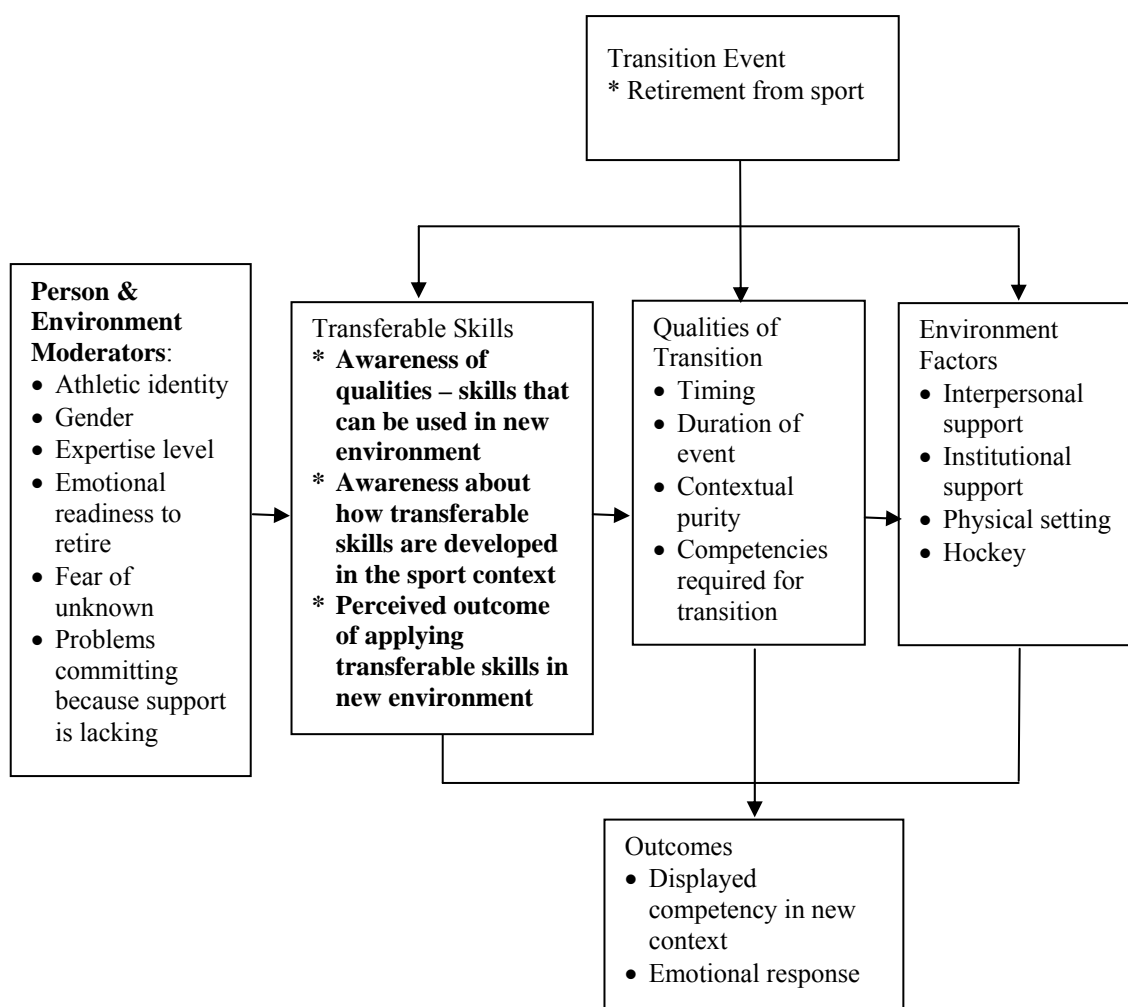 Transition Event
* Retirement from sport
Person &
Environment
Moderators:
• Athletic identity
• Gender
• Expertise level
• Emotional
readiness to
retire
• Fear of
unknown
• Problems
committing
because support
is lacking
Transferable Skills
* Awareness of
qualities – skills that
can be used in new
environment
* Awareness about
how transferable
skills are developed
in the sport context
* Perceived outcome
of applying
transferable skills in
new environment
Qualities of
Transition
• Timing
• Duration of
event
• Contextual
purity
• Competencies
required for
transition
Environment
Factors
• Interpersonal
support
• Institutional
support
• Physical setting
• Hockey
Outcomes
• Displayed
competency in new
context
• Emotional response